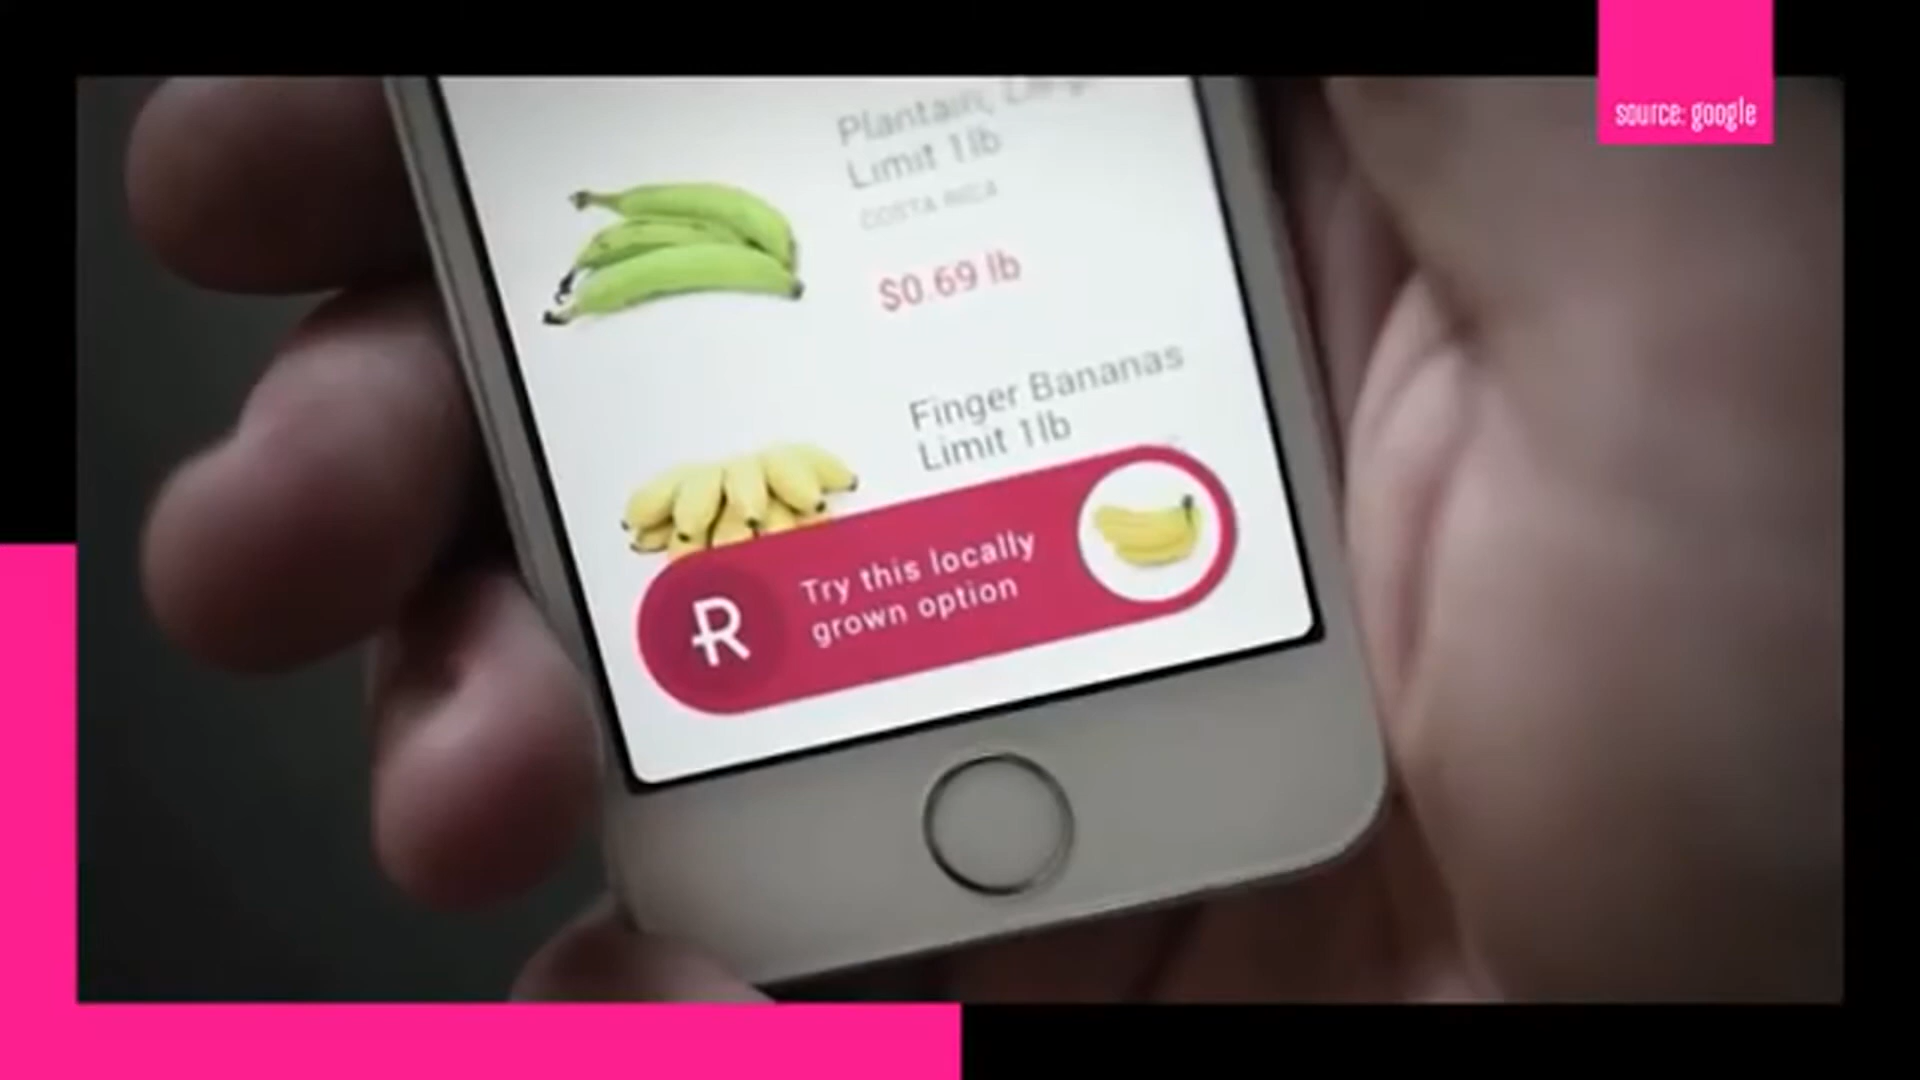 source: google
Plantain,
Limit 1lb
COSTA RICA
$0.69 lb
Finger Bananas
Limit 1lb
R
Try this locally
grown option